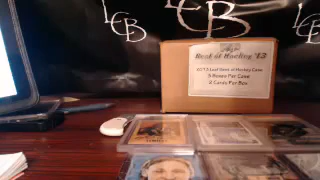 LCB
LCB
LCB
Best of Hockey '13
2013 Leaf Best of Hockey Case
5 Boxes Per Case
2 Cards Per Box